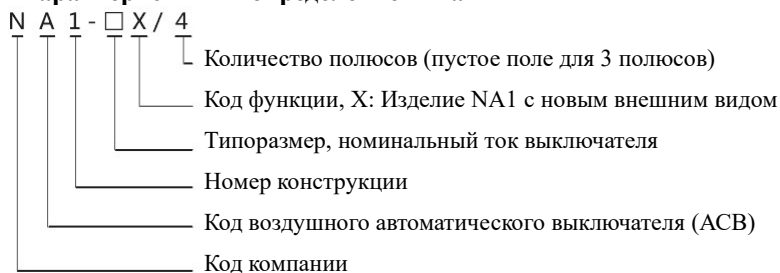 N A 1 - □ X / 4
Количество полюсов (пустое поле для 3 полюсов)
Код функции, X: Изделие NA1 с новым внешним видом
Типоразмер, номинальный ток выключателя
Номер конструкции
Код воздушного автоматического выключателя (ACB)
Код компании